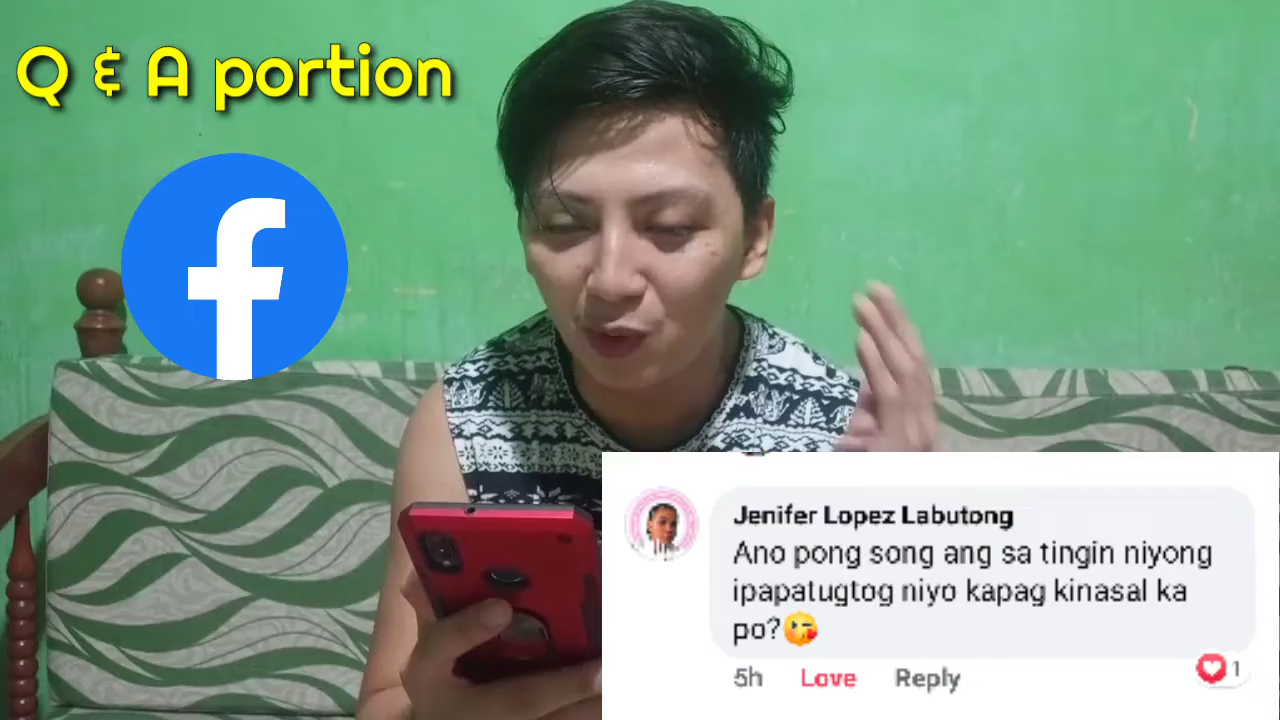 Q & A portion
Jenifer Lopez Labutong
Ano pong song ang sa tingin niyong
ipapatugtog niyo kapag kinasal ka
po?😘
5h Love Reply 1